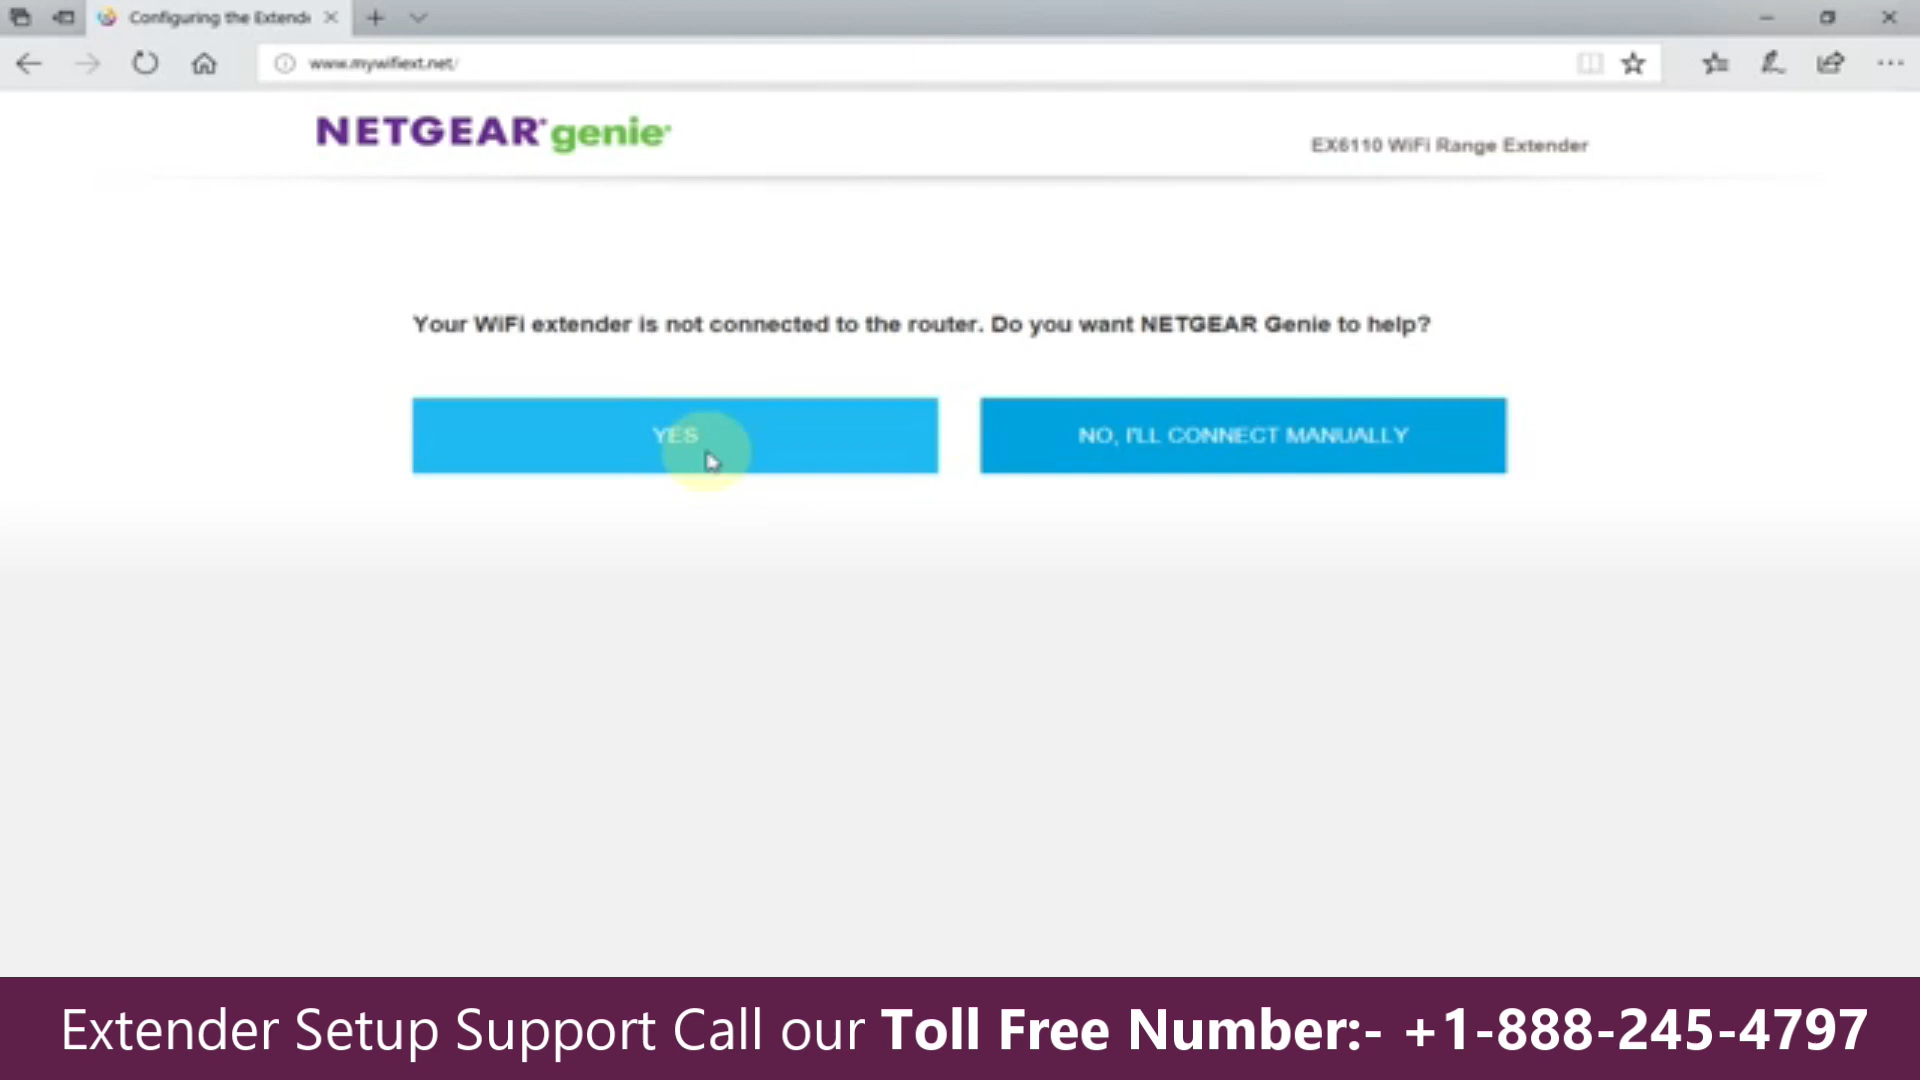 Configuring the Extend
www.mywifiext.net/
NETGEAR genie
EX6110 WiFi Range Extender
Your WiFi extender is not connected to the router. Do you want NETGEAR Genie to help?
YES
NO, I'LL CONNECT MANUALLY
Extender Setup Support Call our Toll Free Number:- +1-888-245-4797